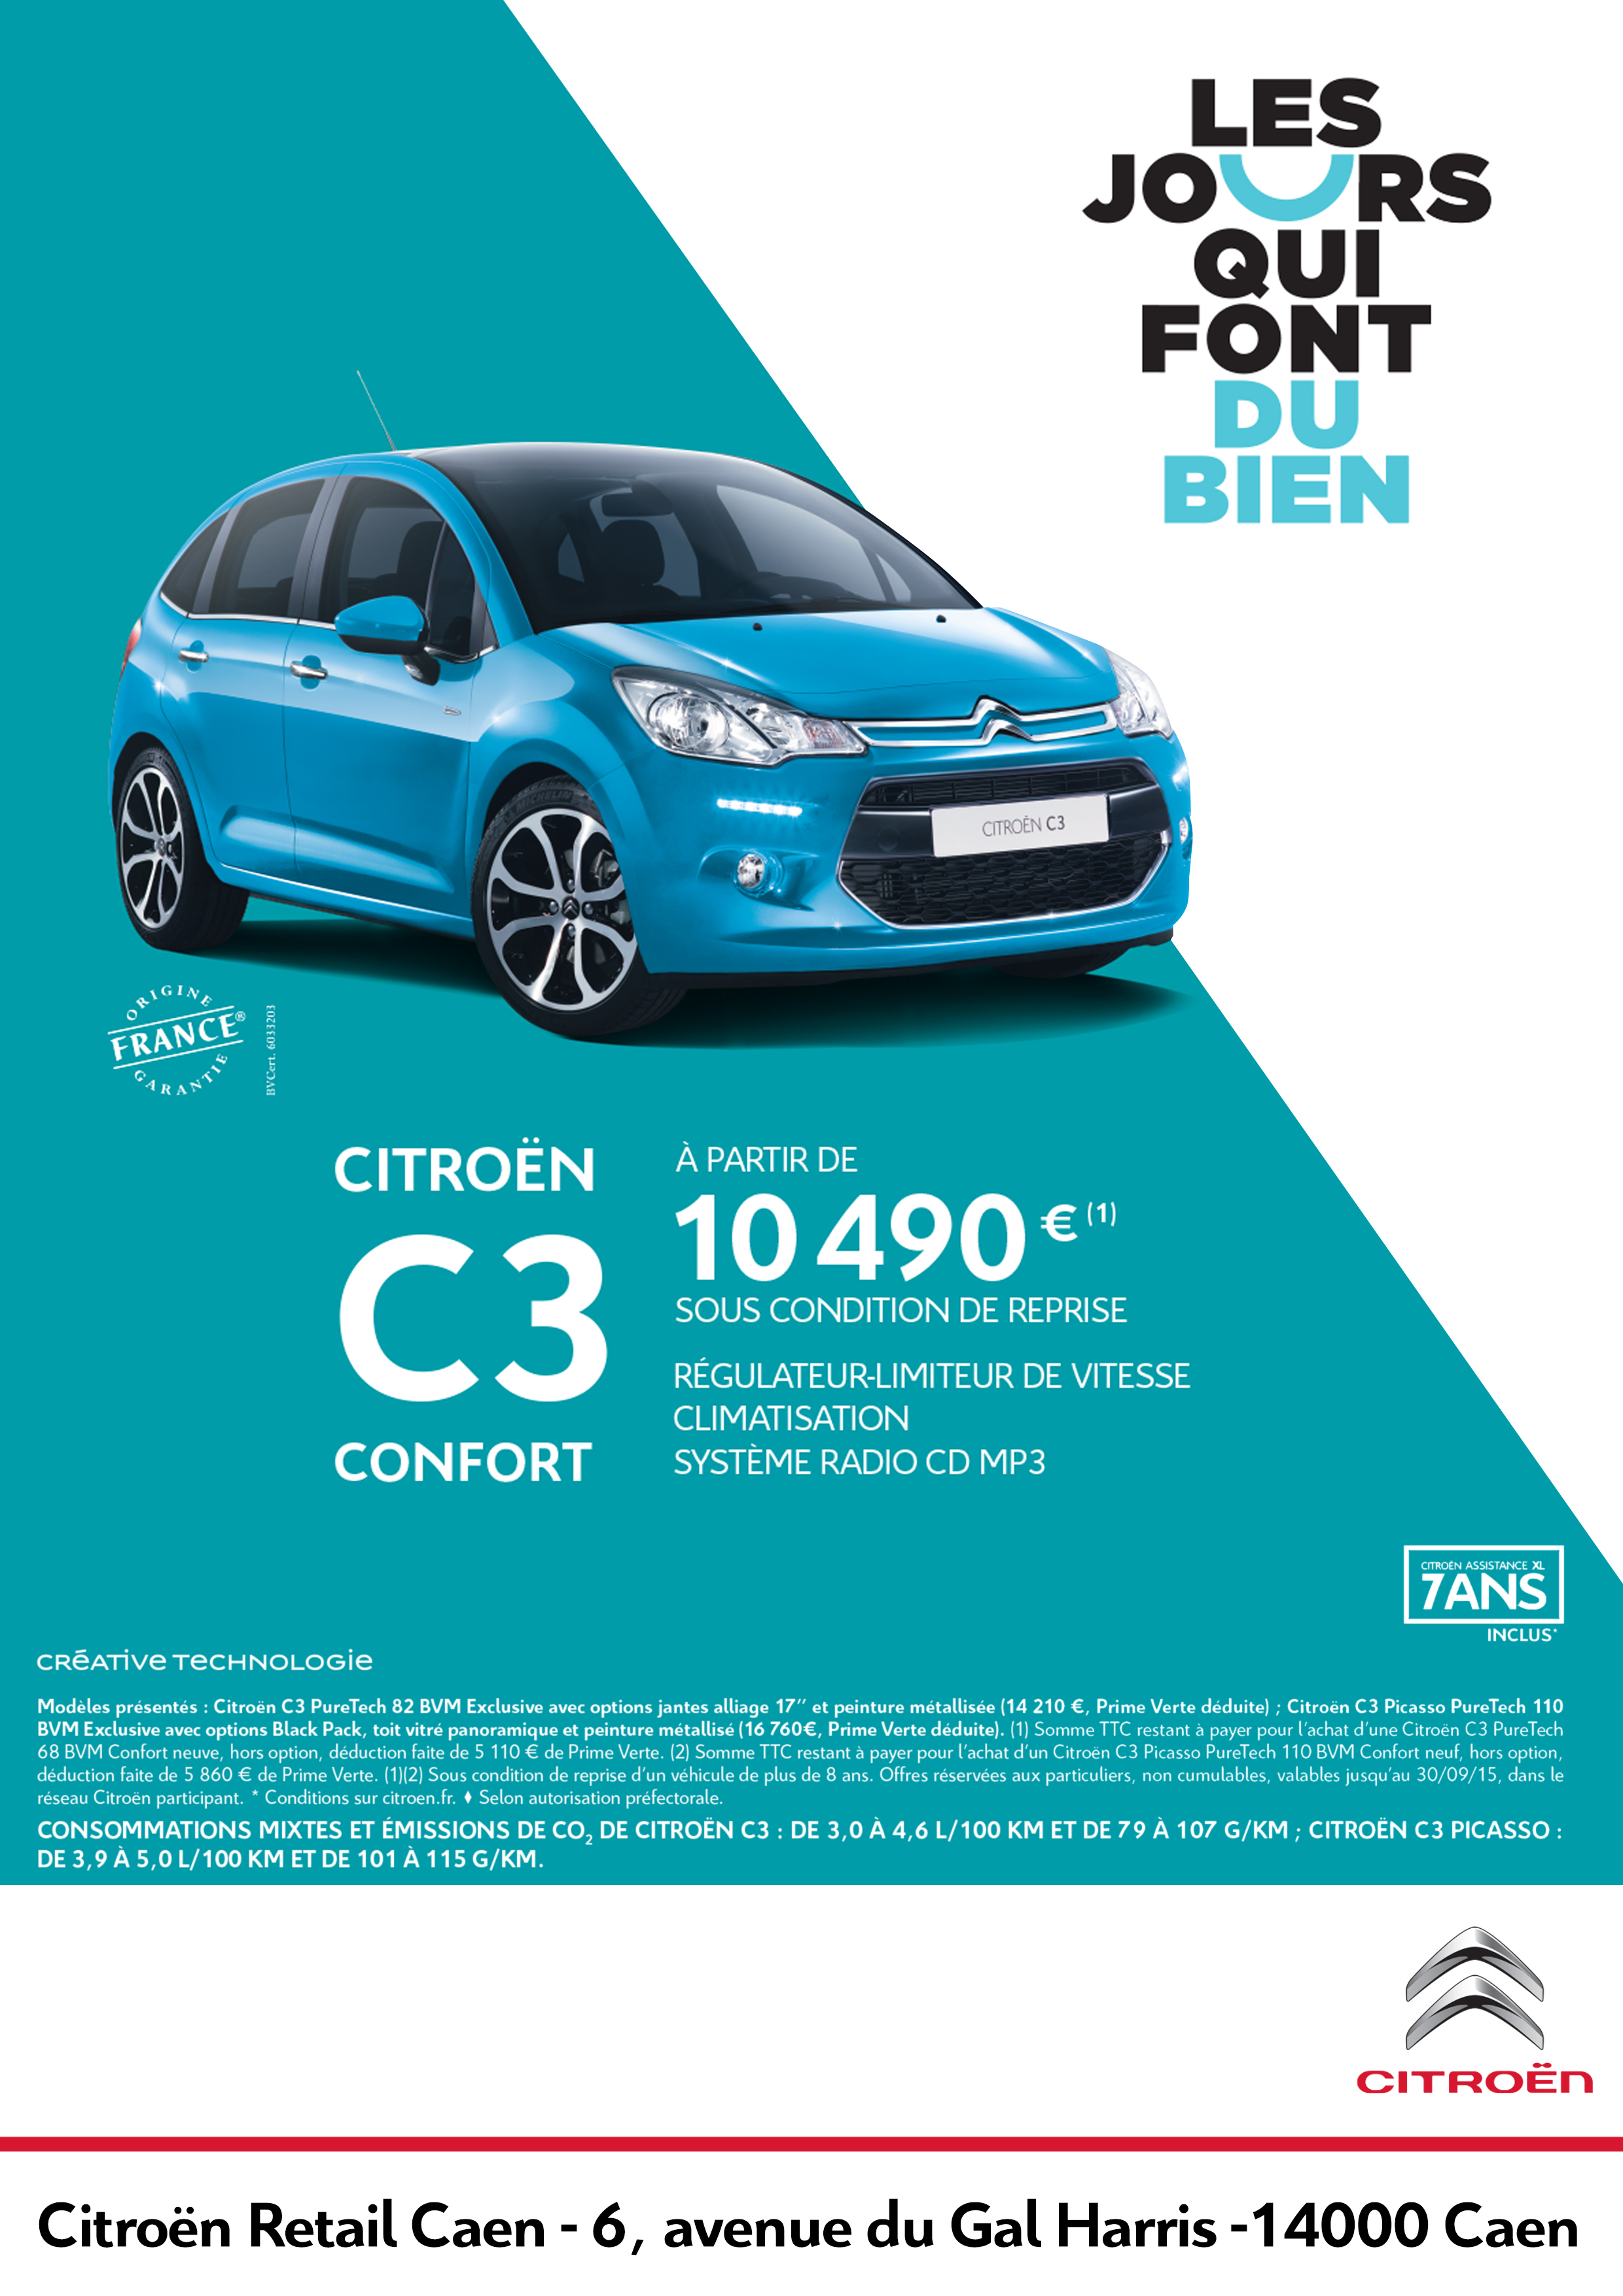 LES
JOURS
QUI
FONT
DU
BIEN
MICHELIN
CITROËN C3
ORIGINE
FRANCE®
GARANTIE
BVCert. 6033203
CITROËN
C3
CONFORT
À PARTIR DE
10 490 € (1)
SOUS CONDITION DE REPRISE
RÉGULATEUR-LIMITEUR DE VITESSE
CLIMATISATION
SYSTÈME RADIO CD MP3
CITROËN ASSISTANCE XL
7ANS
INCLUS*
CRÉATIVE TECHNOLOGIE
Modèles présentés : Citroën C3 PureTech 82 BVM Exclusive avec options jantes alliage 17’’ et peinture métallisée (14 210 €, Prime Verte déduite) ; Citroën C3 Picasso PureTech 110
BVM Exclusive avec options Black Pack, toit vitré panoramique et peinture métallisé (16 760€, Prime Verte déduite). (1) Somme TTC restant à payer pour l’achat d’une Citroën C3 PureTech
68 BVM Confort neuve, hors option, déduction faite de 5 110 € de Prime Verte. (2) Somme TTC restant à payer pour l’achat d’un Citroën C3 Picasso PureTech 110 BVM Confort neuf, hors option,
déduction faite de 5 860 € de Prime Verte. (1)(2) Sous condition de reprise d’un véhicule de plus de 8 ans. Offres réservées aux particuliers, non cumulables, valables jusqu’au 30/09/15, dans le
réseau Citroën participant. * Conditions sur citroen.fr. ♦ Selon autorisation préfectorale.
CONSOMMATIONS MIXTES ET ÉMISSIONS DE CO₂ DE CITROËN C3 : DE 3,0 À 4,6 L/100 KM ET DE 79 À 107 G/KM ; CITROËN C3 PICASSO :
DE 3,9 À 5,0 L/100 KM ET DE 101 À 115 G/KM.
CITROËN
Citroën Retail Caen - 6, avenue du Gal Harris -14000 Caen